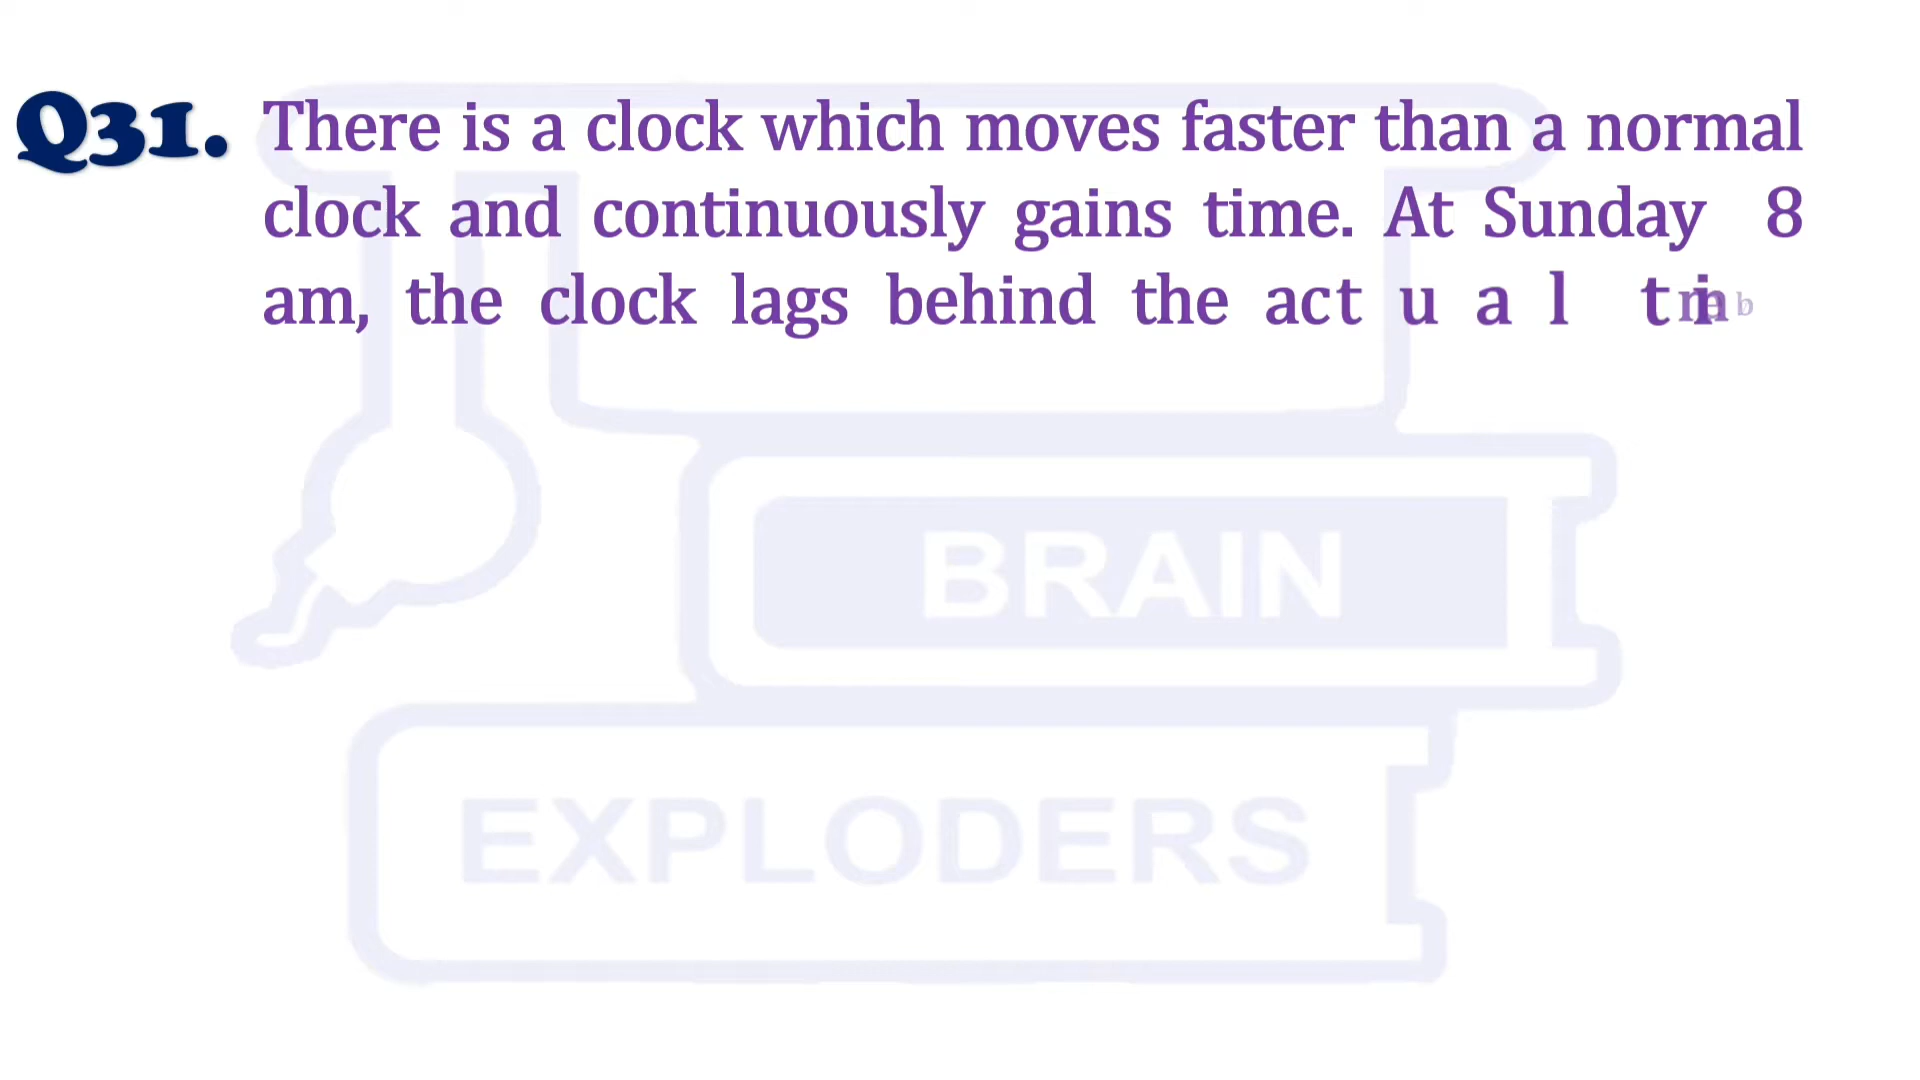 Q31. There is a clock which moves faster than a normal
clock and continuously gains time. At Sunday 8
am, the clock lags behind the actual
BRAIN
EXPLODERS